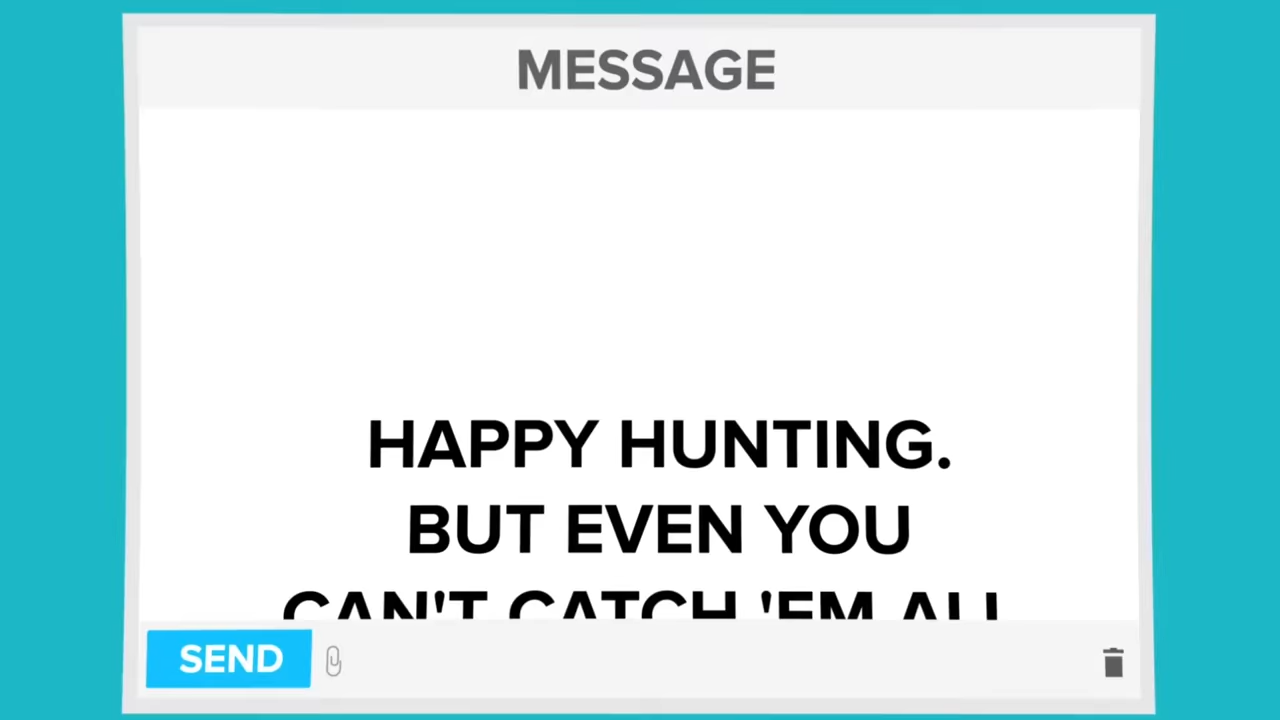 MESSAGE
HAPPY HUNTING.
BUT EVEN YOU
CAN'T CATCH 'EM ALL
SEND